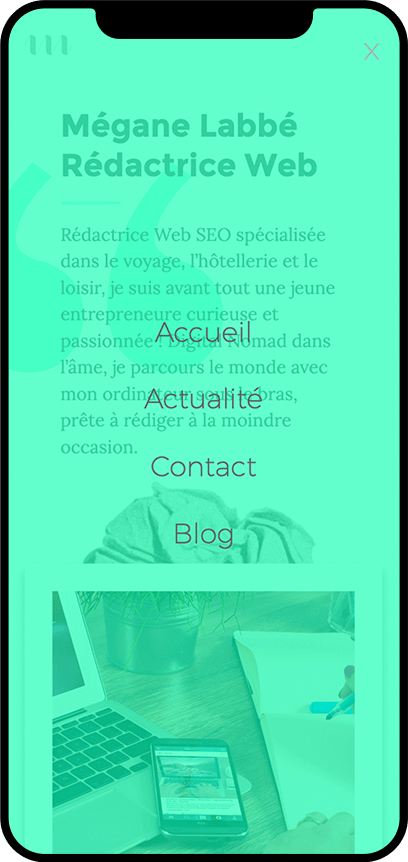 Mégane Labbé
Rédactrice Web
Rédactrice Web SEO spécialisée
dans le voyage, l'hôtellerie et le
loisir, je suis avant tout une jeune
entrepreneure curieuse et
passionnée ! Digital Nomad dans
l'âme, je parcours le monde avec
mon ordinateur sous le bras,
prête à rédiger à la moindre
occasion.
Accueil
Actualité
Contact
Blog